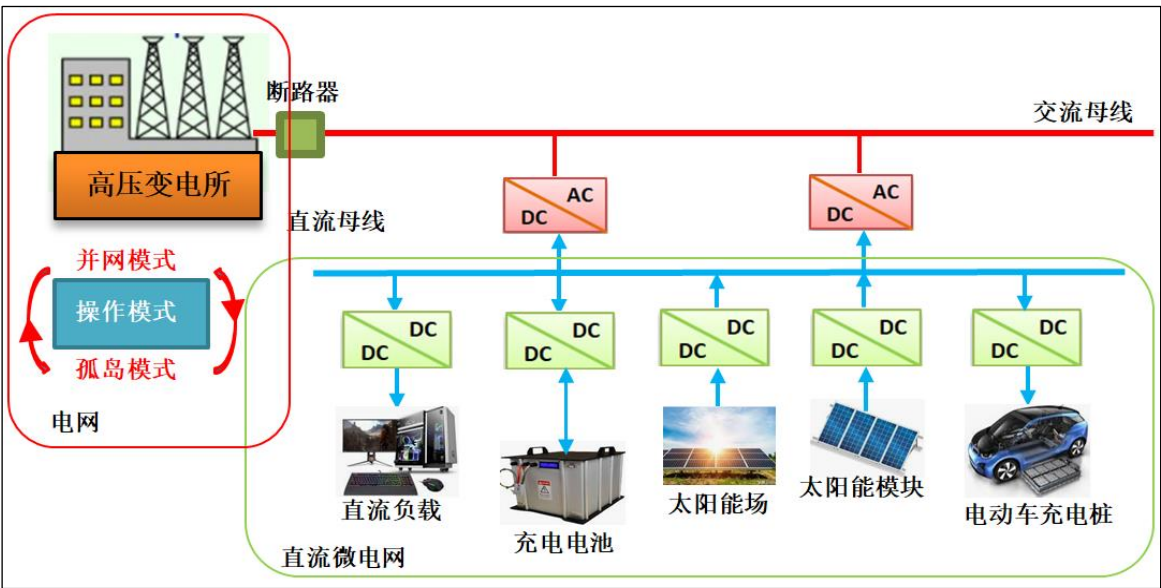 断路器
交流母线
高压变电所
AC
DC
AC
DC
直流母线
并网模式
操作模式
孤岛模式
电网
DC
DC
DC
DC
DC
DC
DC
DC
DC
DC
直流负载
充电电池
太阳能场
太阳能模块
电动车充电桩
直流微电网